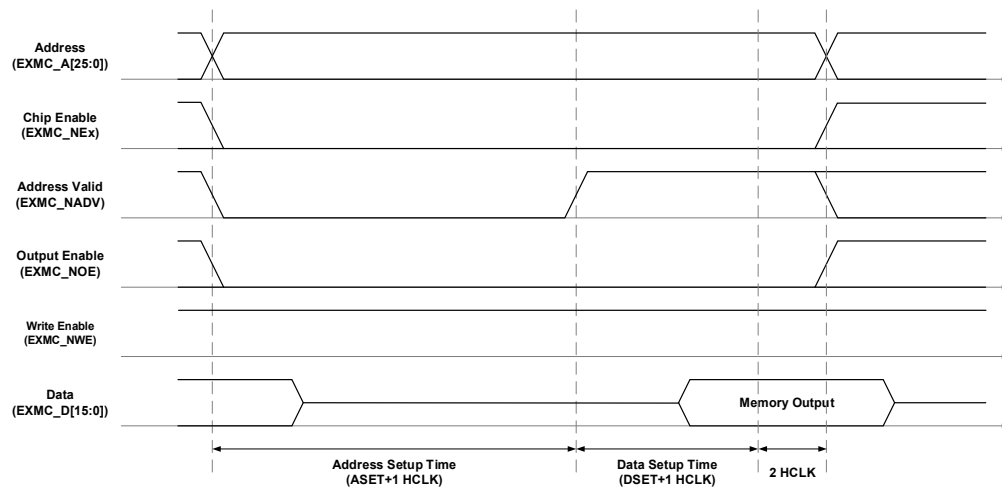 Address
(EXMC_A[25:0])
Chip Enable
(EXMC_NEx)
Address Valid
(EXMC_NADV)
Output Enable
(EXMC_NOE)
Write Enable
(EXMC_NWE)
Data
(EXMC_D[15:0])
Memory Output
Address Setup Time
(ASET+1 HCLK)
Data Setup Time
(DSET+1 HCLK)
2 HCLK